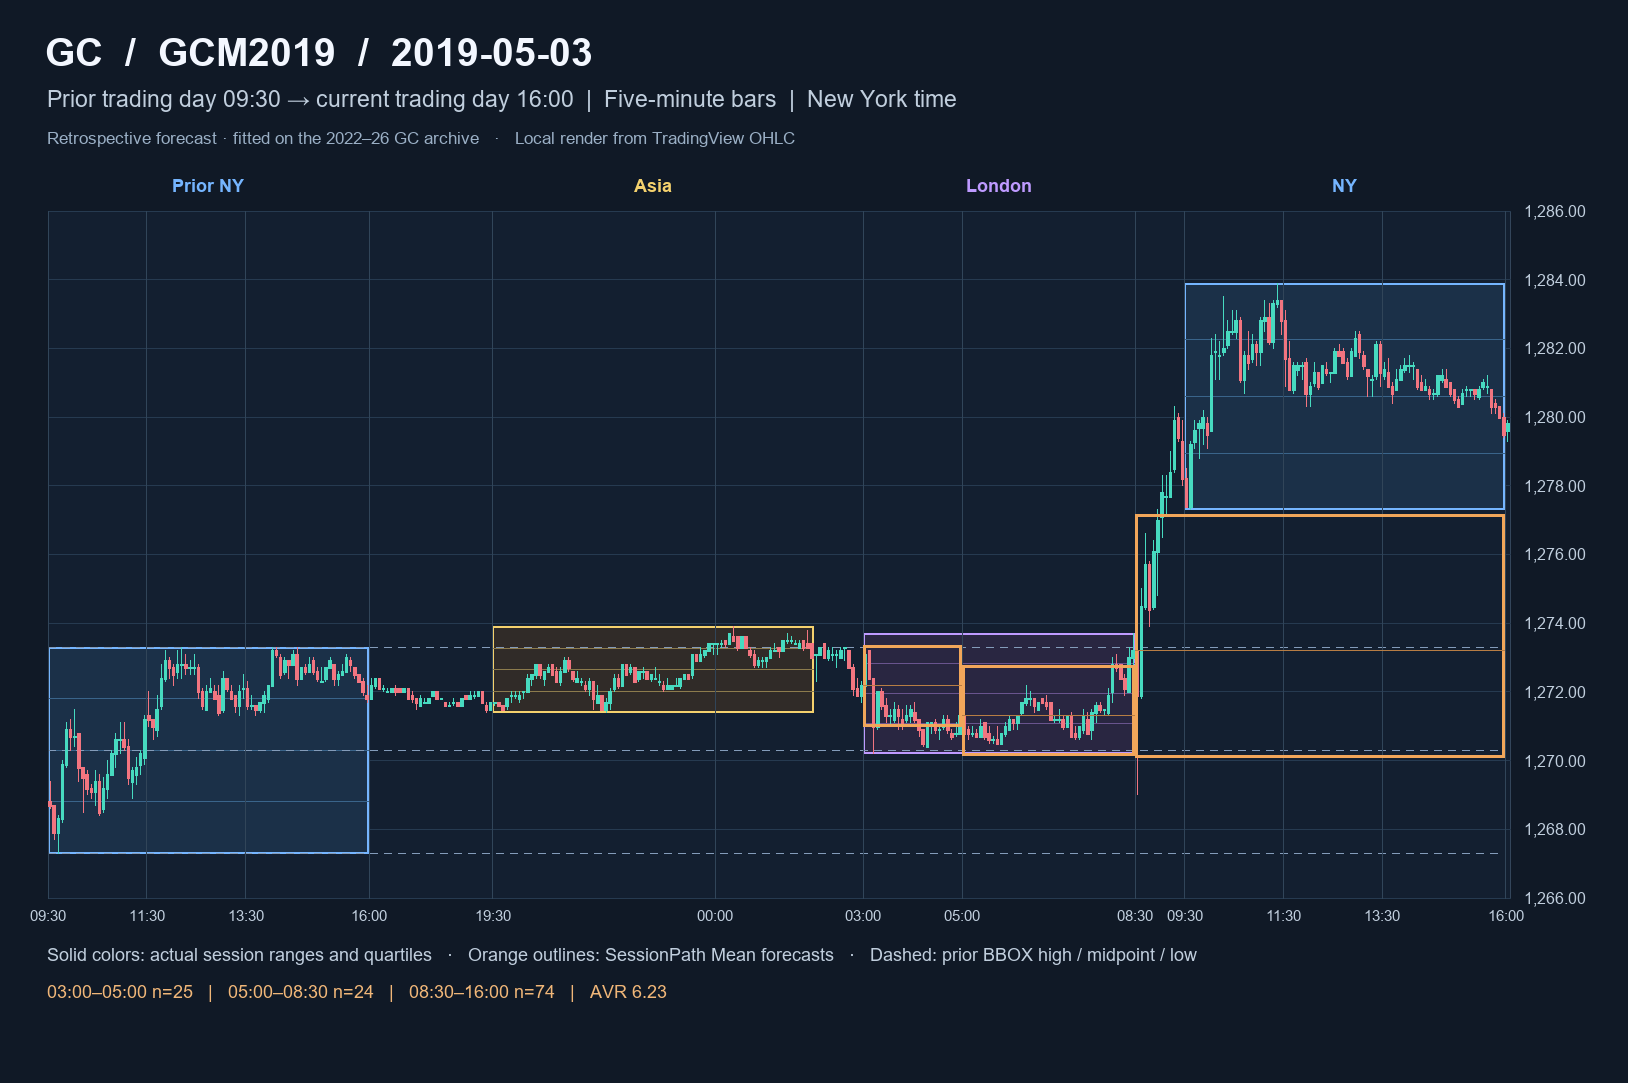 GC / GCM2019 / 2019-05-03
Prior trading day 09:30 → current trading day 16:00 | Five-minute bars | New York time
Retrospective forecast · fitted on the 2022–26 GC archive · Local render from TradingView OHLC
Prior NY Asia London NY
1,286.00
1,284.00
1,282.00
1,280.00
1,278.00
1,276.00
1,274.00
1,272.00
1,270.00
1,268.00
1,266.00
09:30 11:30 13:30 16:00 19:30 00:00 03:00 05:00 08:30 09:30 11:30 13:30 16:00
Solid colors: actual session ranges and quartiles · Orange outlines: SessionPath Mean forecasts · Dashed: prior BBOX high / midpoint / low
03:00–05:00 n=25 | 05:00–08:30 n=24 | 08:30–16:00 n=74 | AVR 6.23